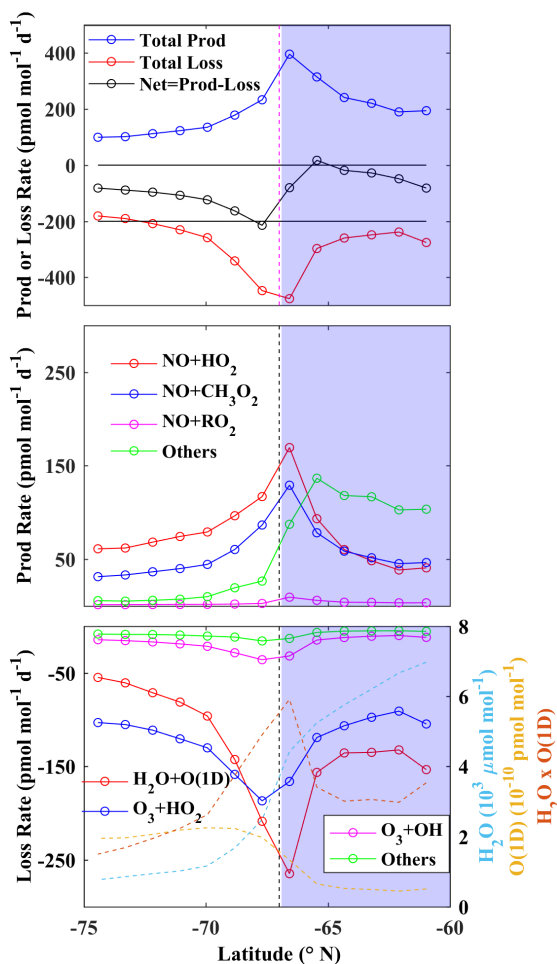 Total Prod
Total Loss
Net=Prod-Loss
400
200
0
-200
-400
Prod or Loss Rate (pmol mol⁻¹ d⁻¹)
-70
-65
-60
NO+HO₂
NO+CH₃O₂
NO+RO₂
Others
250
150
50
Prod Rate (pmol mol⁻¹ d⁻¹)
-50
-150
-250
Loss Rate (pmol mol⁻¹ d⁻¹)
H₂O+O(1D)
O₃+HO₂
O₃+OH
Others
8
6
4
2
0
H₂O (10³ μmol mol⁻¹)
O(1D) (10⁻¹⁰ pmol mol⁻¹)
H₂O x O(1D)
-75
-70
-65
-60
Latitude (° N)